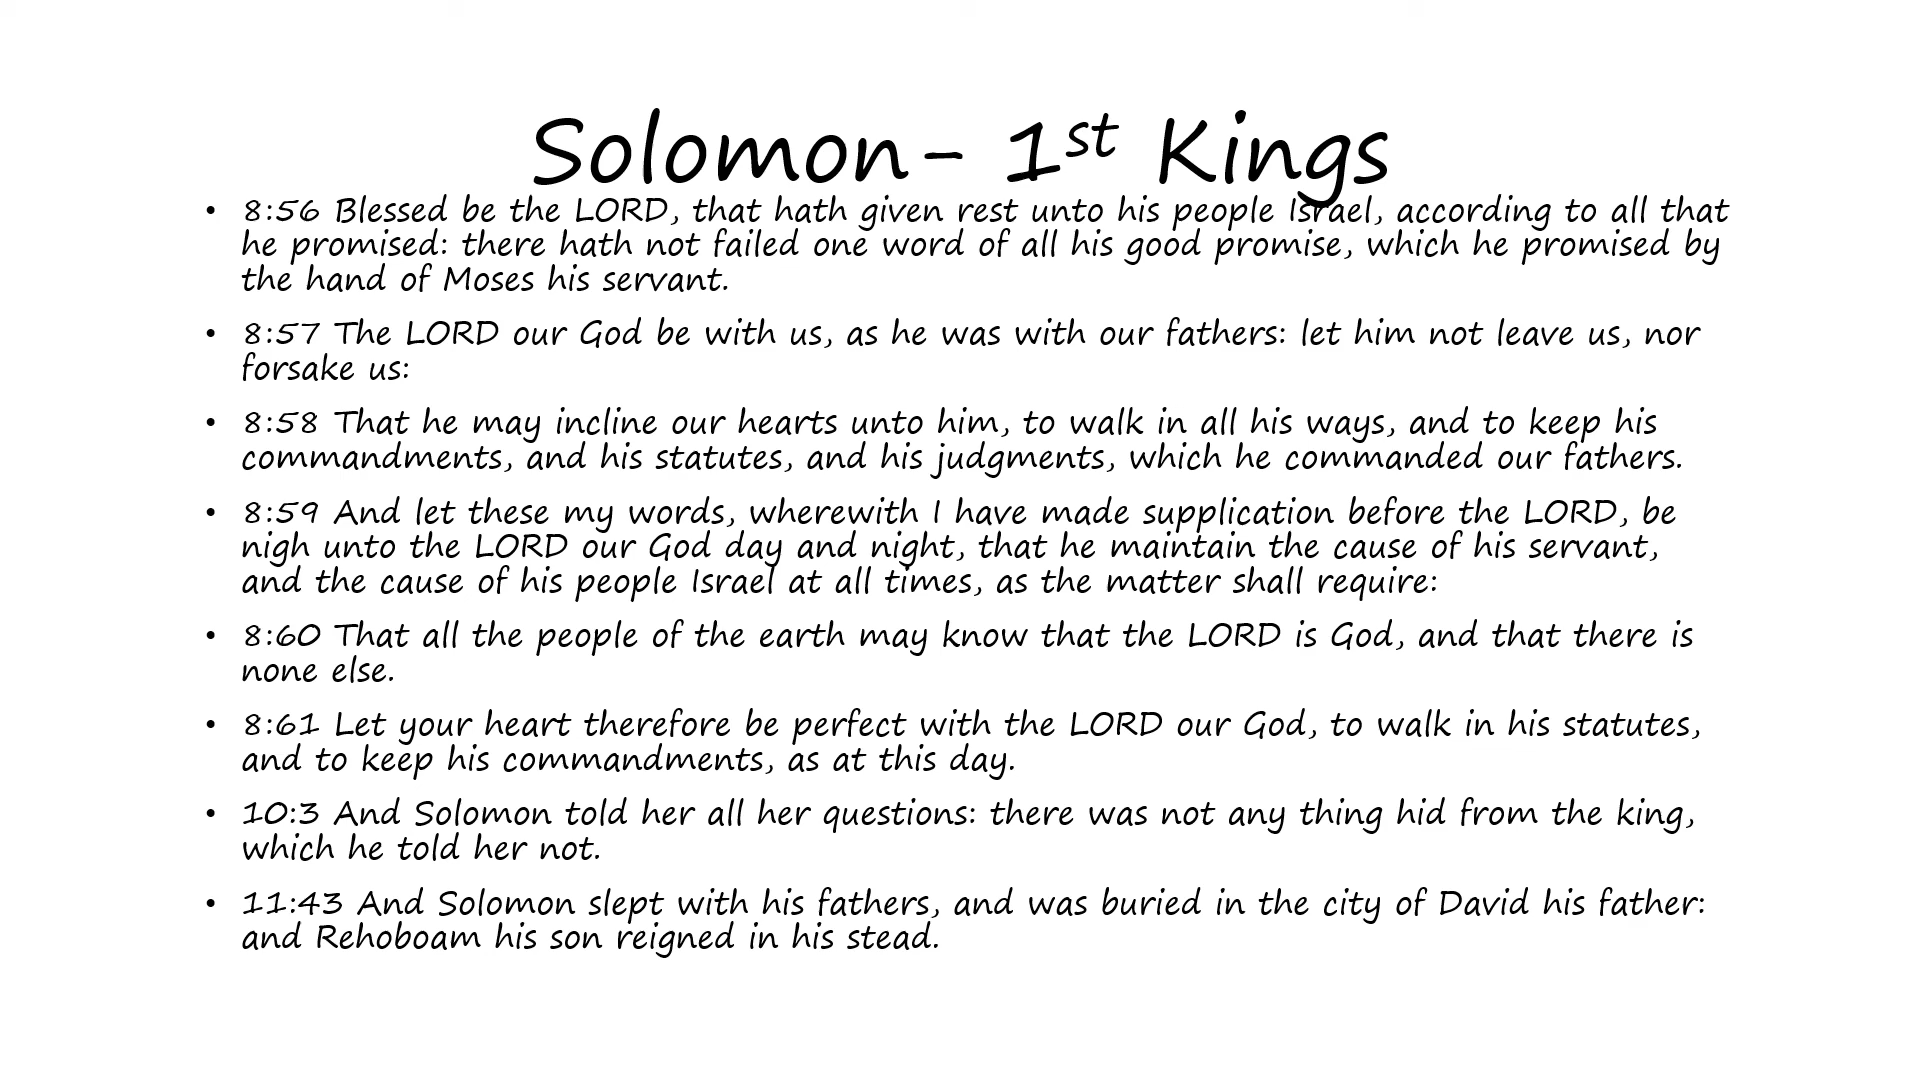 Solomon- 1st Kings
• 8:56 Blessed be the LORD, that hath given rest unto his people Israel, according to all that
he promised: there hath not failed one word of all his good promise, which he promised by
the hand of Moses his servant.
• 8:57 The LORD our God be with us, as he was with our fathers: let him not leave us, nor
forsake us:
• 8:58 That he may incline our hearts unto him, to walk in all his ways, and to keep his
commandments, and his statutes, and his judgments, which he commanded our fathers.
• 8:59 And let these my words, wherewith I have made supplication before the LORD, be
nigh unto the LORD our God day and night, that he maintain the cause of his servant,
and the cause of his people Israel at all times, as the matter shall require:
• 8:60 That all the people of the earth may know that the LORD is God, and that there is
none else.
• 8:61 Let your heart therefore be perfect with the LORD our God, to walk in his statutes,
and to keep his commandments, as at this day.
• 10:3 And Solomon told her all her questions: there was not any thing hid from the king,
which he told her not.
• 11:43 And Solomon slept with his fathers, and was buried in the city of David his father:
and Rehoboam his son reigned in his stead.